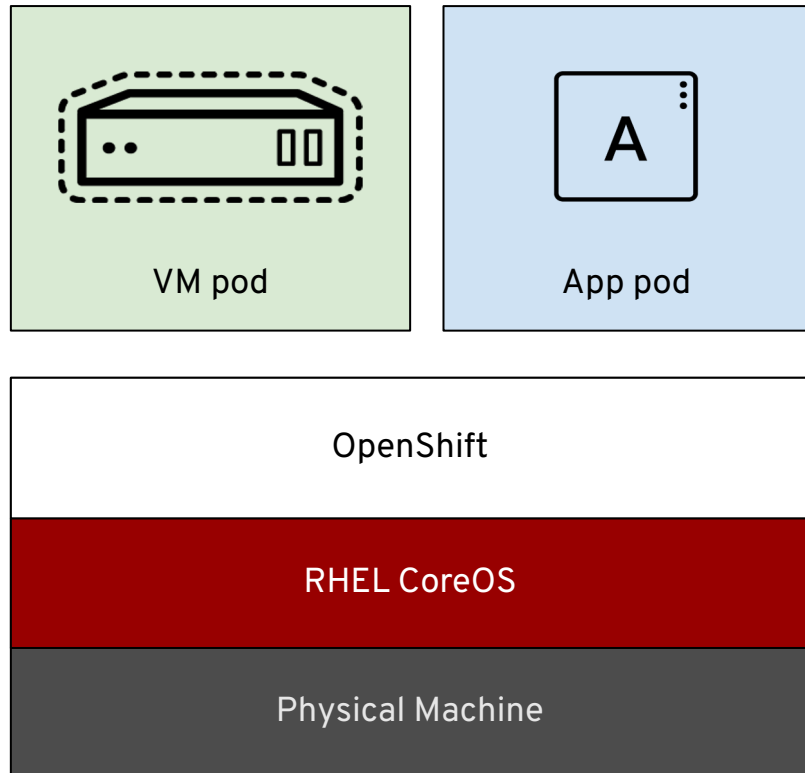 A
VM pod
App pod
OpenShift
RHEL CoreOS
Physical Machine